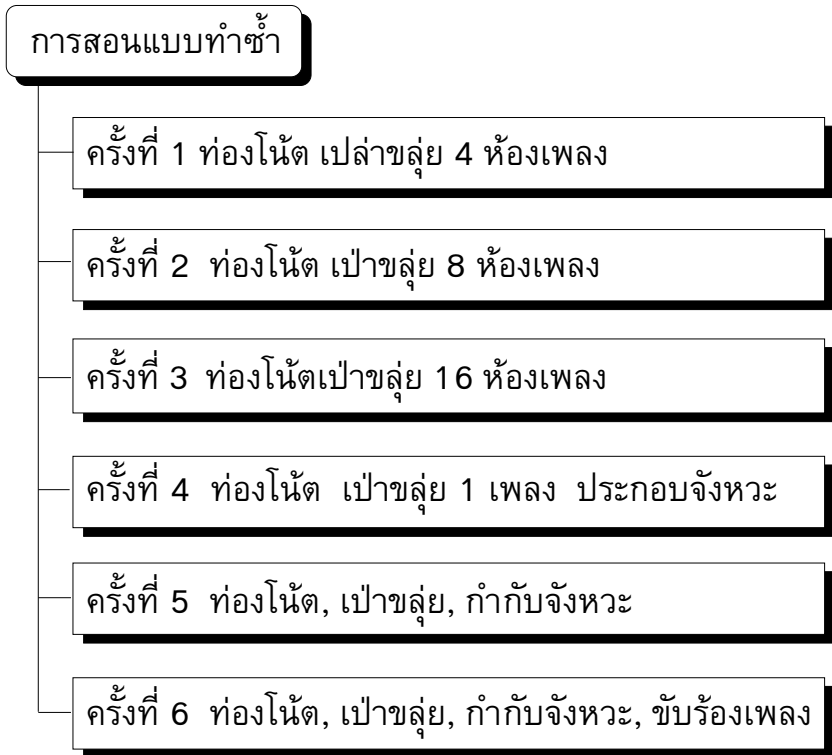 การสอนแบบทำซ้ำ
ครั้งที่ 1 ท่องโน้ต เปล่าขลุ่ย 4 ห้องเพลง
ครั้งที่ 2 ท่องโน้ต เป่าขลุ่ย 8 ห้องเพลง
ครั้งที่ 3 ท่องโน้ตเป่าขลุ่ย 16 ห้องเพลง
ครั้งที่ 4 ท่องโน้ต เป่าขลุ่ย 1 เพลง ประกอบจังหวะ
ครั้งที่ 5 ท่องโน้ต, เป่าขลุ่ย, กำกับจังหวะ
ครั้งที่ 6 ท่องโน้ต, เป่าขลุ่ย, กำกับจังหวะ, ขับร้องเพลง